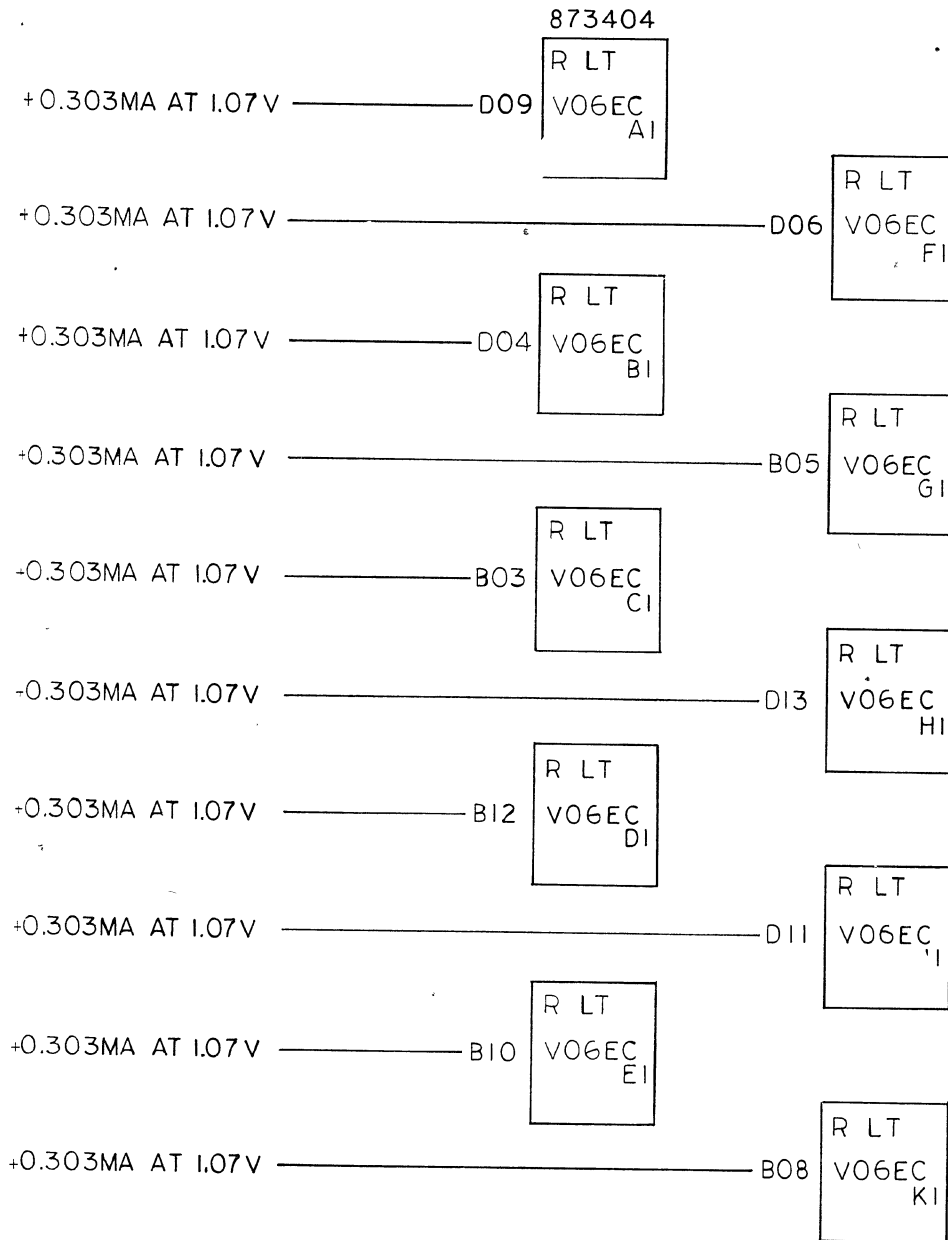 873404
R LT
+0.303MA AT 1.07V D09 V06EC
A1
R LT
+0.303MA AT 1.07V D06 V06EC
F1
R LT
+0.303MA AT 1.07V D04 V06EC
B1
R LT
+0.303MA AT 1.07V B05 V06EC
G1
R LT
+0.303MA AT 1.07V B03 V06EC
C1
R LT
+0.303MA AT 1.07V D13 V06EC
H1
R LT
+0.303MA AT 1.07V B12 V06EC
D1
R LT
+0.303MA AT 1.07V D11 V06EC
R LT
+0.303MA AT 1.07V B10 V06EC
E1
R LT
+0.303MA AT 1.07V B08 V06EC
K1